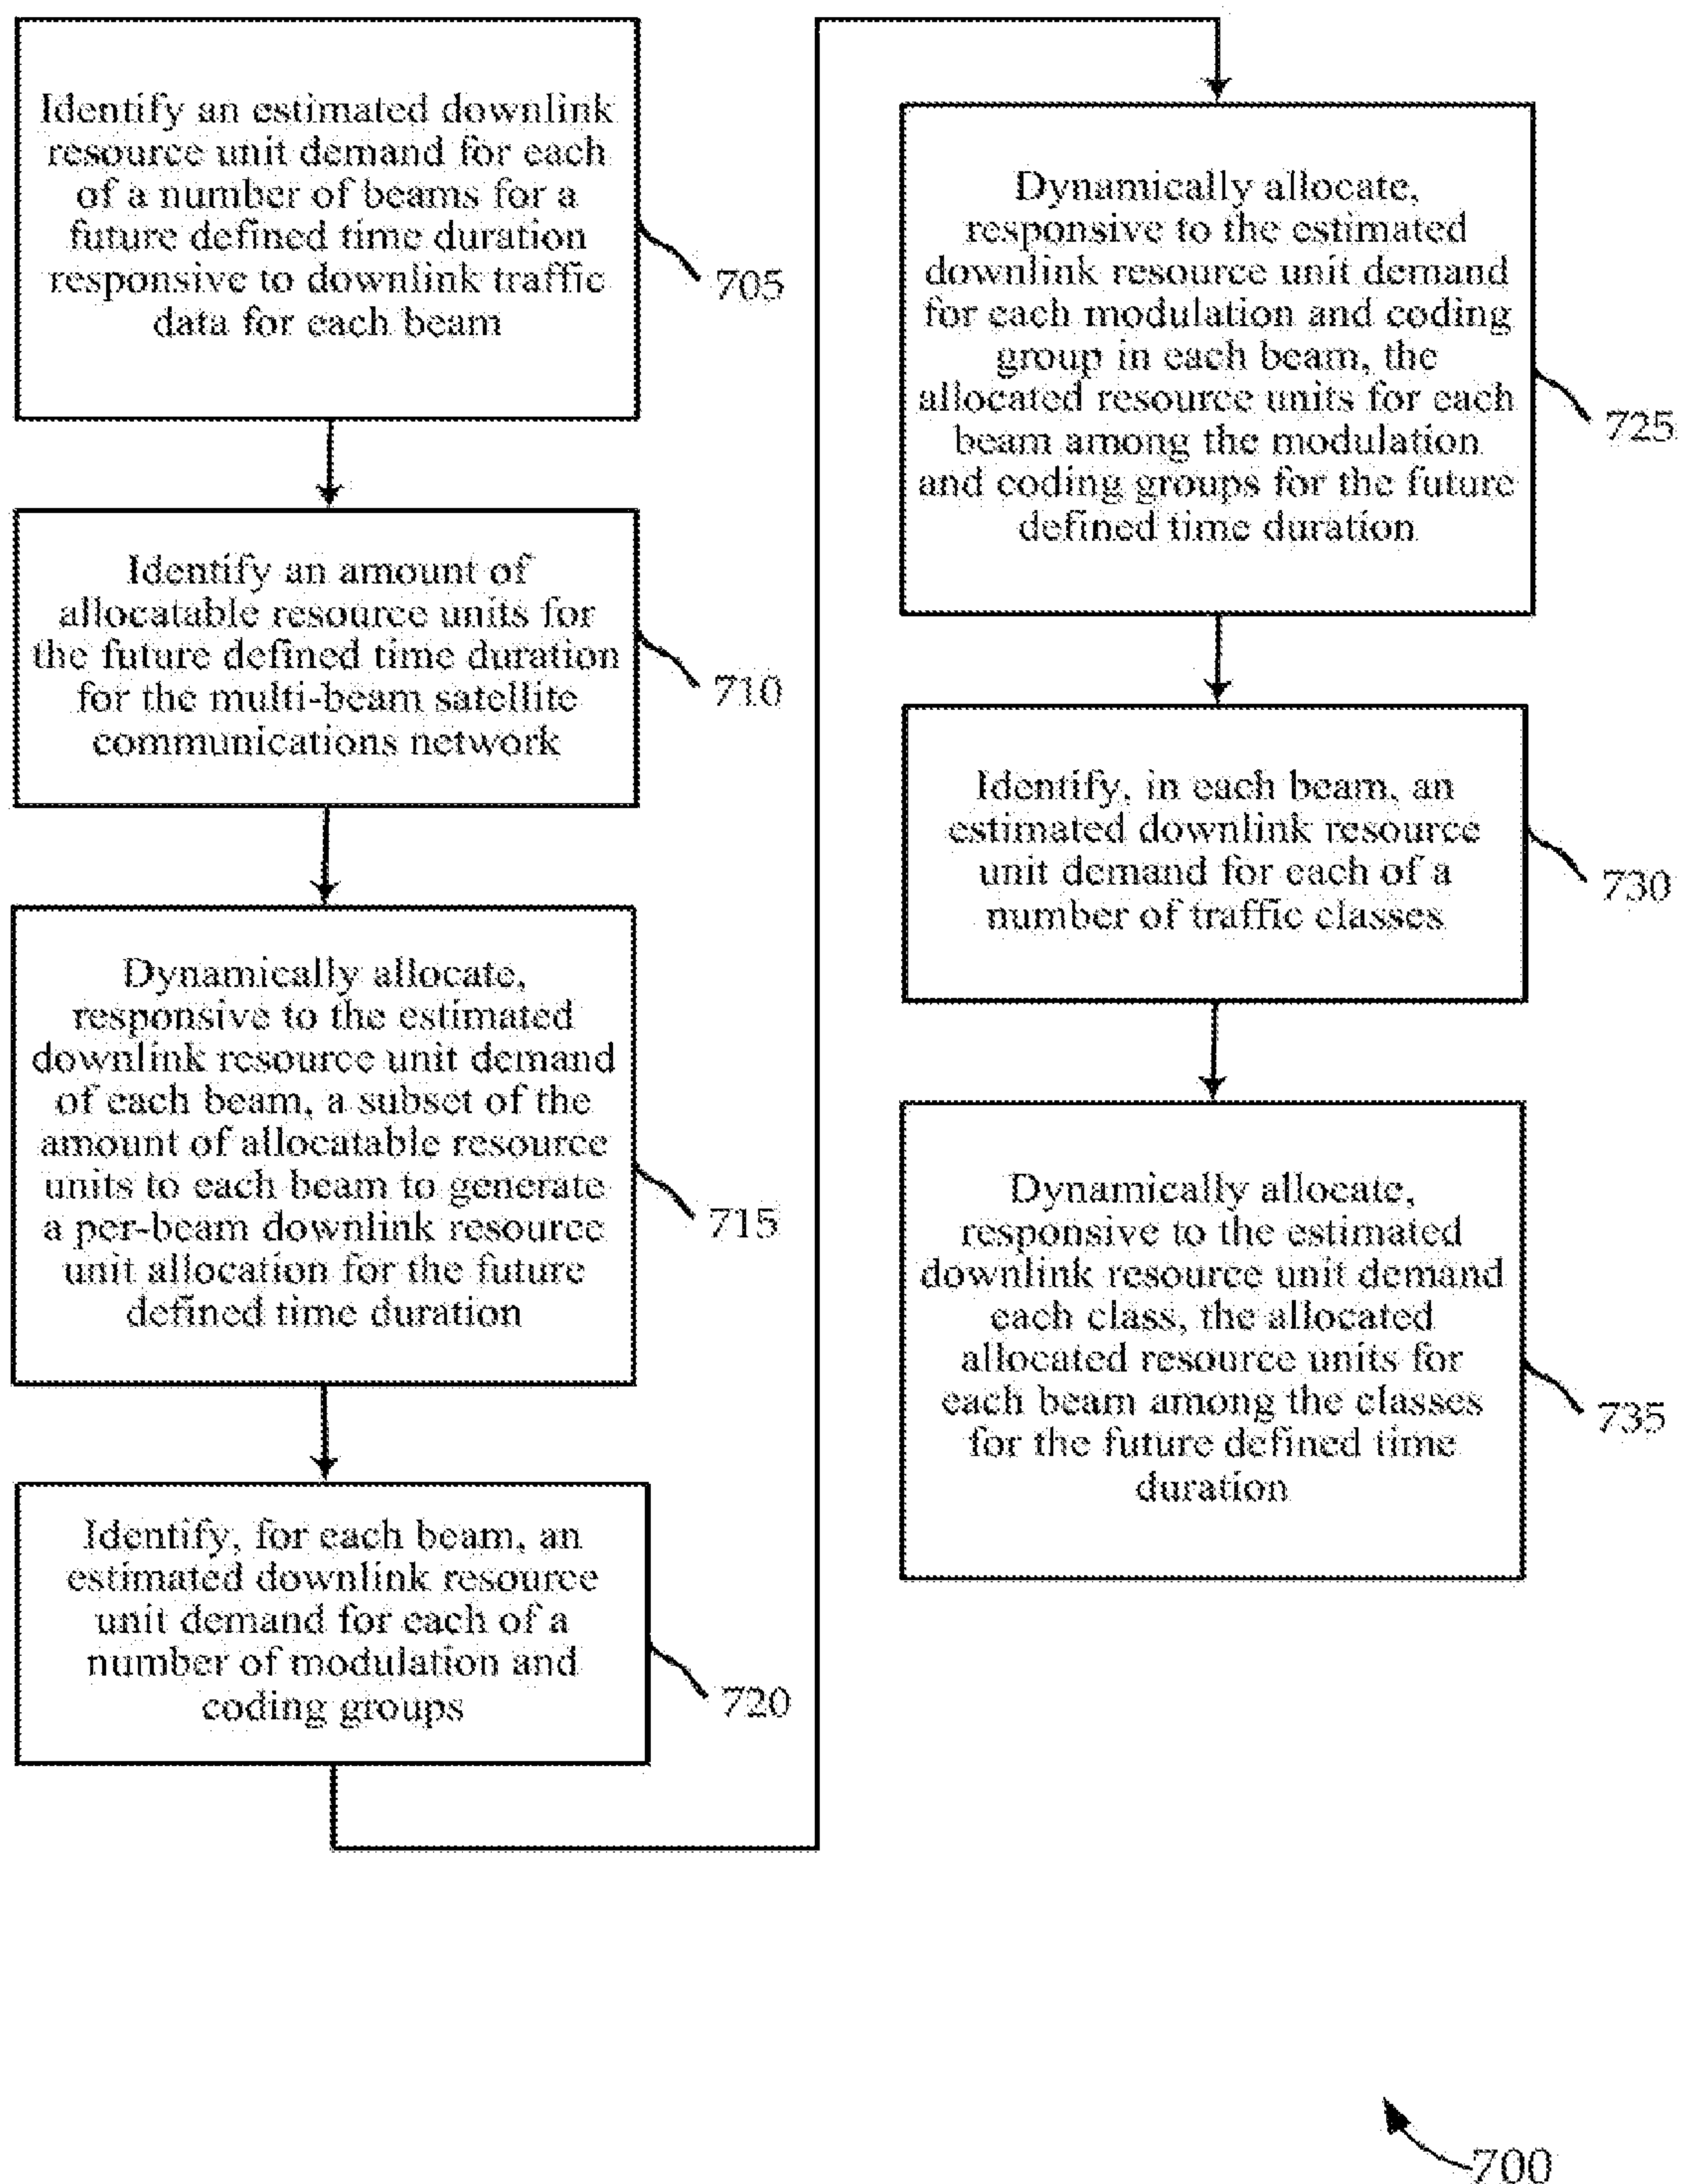 Identify an estimated downlink
resource unit demand for each
of a number of beams for a
future defined time duration
responsive to downlink traffic
data for each beam
705
Identify an amount of
allocatable resource units for
the future defined time duration
for the multi-beam satellite
communications network
710
Dynamically allocate,
responsive to the estimated
downlink resource unit demand
of each beam, a subset of the
amount of allocatable resource
units to each beam to generate
a per-beam downlink resource
unit allocation for the future
defined time duration
715
Identify, for each beam, an
estimated downlink resource
unit demand for each of a
number of modulation and
coding groups
720
Dynamically allocate,
responsive to the estimated
downlink resource unit demand
for each modulation and coding
group in each beam, the
allocated resource units for each
beam among the modulation
and coding groups for the future
defined time duration
725
Identify, in each beam, an
estimated downlink resource
unit demand for each of a
number of traffic classes
730
Dynamically allocate,
responsive to the estimated
downlink resource unit demand
each class, the allocated
allocated resource units for
each beam among the classes
for the future defined time
duration
735
700